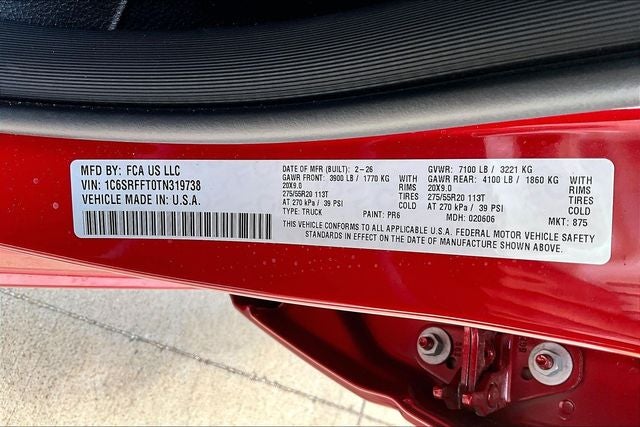 MFD BY: FCA US LLC
VIN: 1C6SRFFT0TN319738
VEHICLE MADE IN: U.S.A.
DATE OF MFR (BUILT): 2-26
GAWR FRONT: 3900 LB / 1770 KG WITH
20X9.0 TIRES
275/55R20 113T COLD
AT 270 kPa / 39 PSI
TYPE: TRUCK PAINT: PR6
GVWR: 7100 LB / 3221 KG
GAWR REAR: 4100 LB / 1860 KG WITH
20X9.0 TIRES
275/55R20 113T COLD
AT 270 kPa / 39 PSI
MDH: 020606 MKT: 875
THIS VEHICLE CONFORMS TO ALL APPLICABLE U.S.A. FEDERAL MOTOR VEHICLE SAFETY
STANDARDS IN EFFECT ON THE DATE OF MANUFACTURE SHOWN ABOVE.